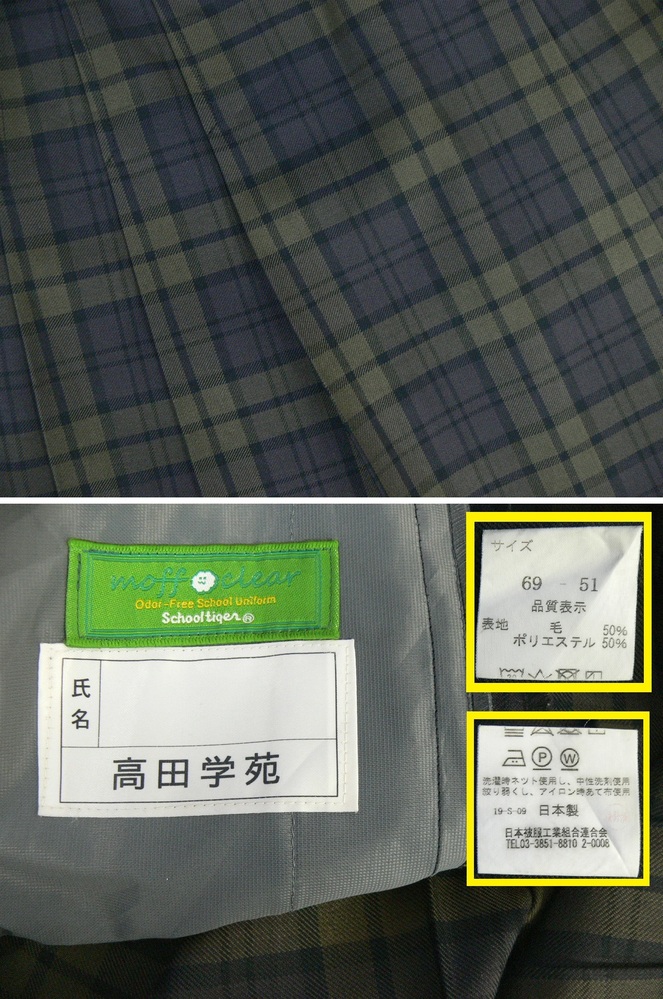 moff clear
Odor-Free School Uniform
Schooltiger®
氏名
高田学苑
サイズ
69 - 51
品質表示
表地 毛 50%
ポリエステル 50%
P W
洗濯時ネット使用し、中性洗剤使用
絞り弱くし、アイロン時あて布使用
19-S-09 日本製
日本被服工業組合連合会
TEL03-3851-8810 2-0008